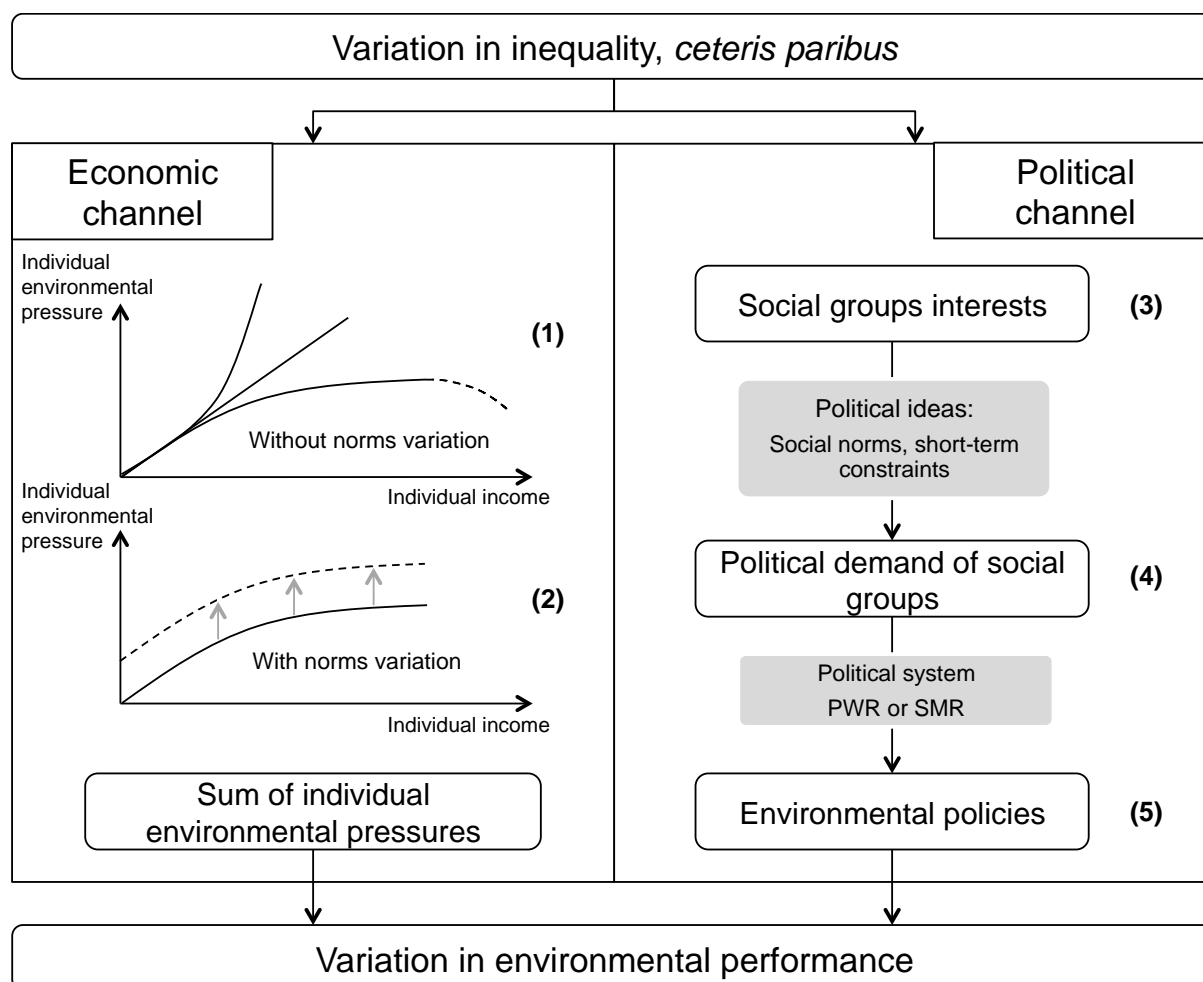 Variation in inequality, ceteris paribus
Economic
channel
Individual
environmental
pressure
(1)
Without norms variation
Individual income
Individual
environmental
pressure
(2)
With norms variation
Individual income
Sum of individual
environmental pressures
Political
channel
Social groups interests
(3)
Political ideas:
Social norms, short-term
constraints
Political demand of social
groups
(4)
Political system
PWR or SMR
Environmental policies
(5)
Variation in environmental performance